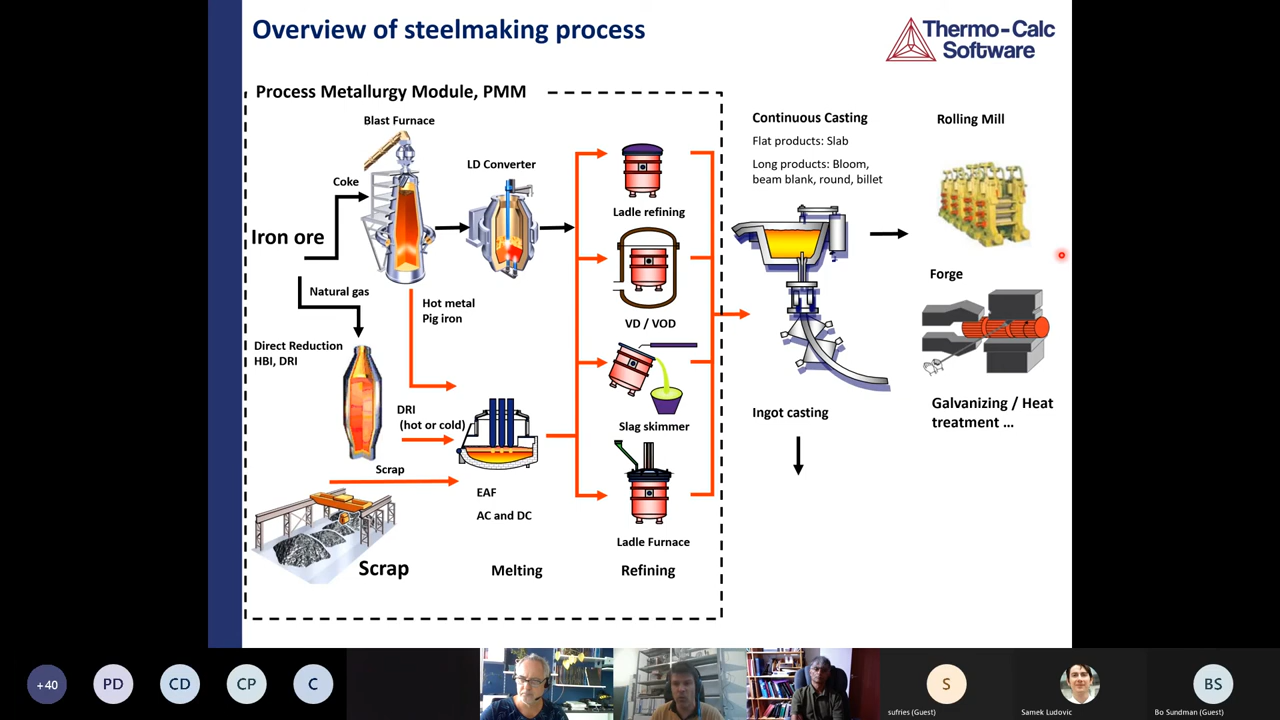 Overview of steelmaking process
Thermo-Calc
Software
Process Metallurgy Module, PMM
Blast Furnace
LD Converter
Coke
Iron ore
Natural gas
Hot metal
Pig iron
Direct Reduction
HBI, DRI
DRI
(hot or cold)
Scrap
EAF
AC and DC
Scrap
Melting
Refining
Ladle refining
VD / VOD
Slag skimmer
Ladle Furnace
Continuous Casting
Flat products: Slab
Long products: Bloom,
beam blank, round, billet
Ingot casting
Rolling Mill
Forge
Galvanizing / Heat
treatment ...
+40
PD
CD
CP
C
S
sufries (Guest)
Samek Ludovic
BS
Bo Sundman (Guest)